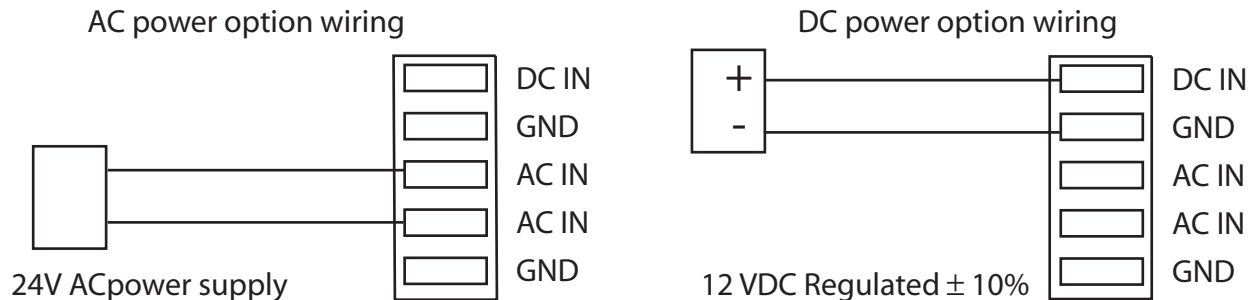 AC power option wiring
DC IN
GND
AC IN
AC IN
GND
24V ACpower supply
DC power option wiring
+
-
DC IN
GND
AC IN
AC IN
GND
12 VDC Regulated ± 10%